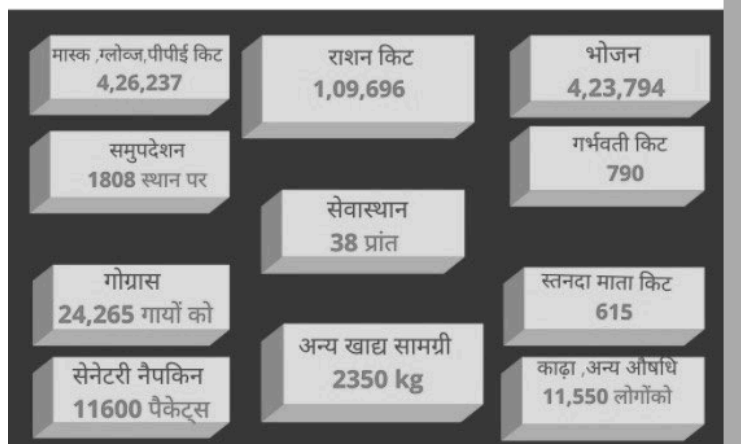 मास्क ,ग्लोव्ज,पीपीई किट
4,26,237
राशन किट
1,09,696
भोजन
4,23,794
समुपदेशन
1808 स्थान पर
गर्भवती किट
790
सेवास्थान
38 प्रांत
गोग्रास
24,265 गायों को
स्तनदा माता किट
615
अन्य खाद्य सामग्री
2350 kg
सेनेटरी नैपकिन
11600 पैकेट्स
काढ़ा ,अन्य औषधि
11,550 लोगोंको